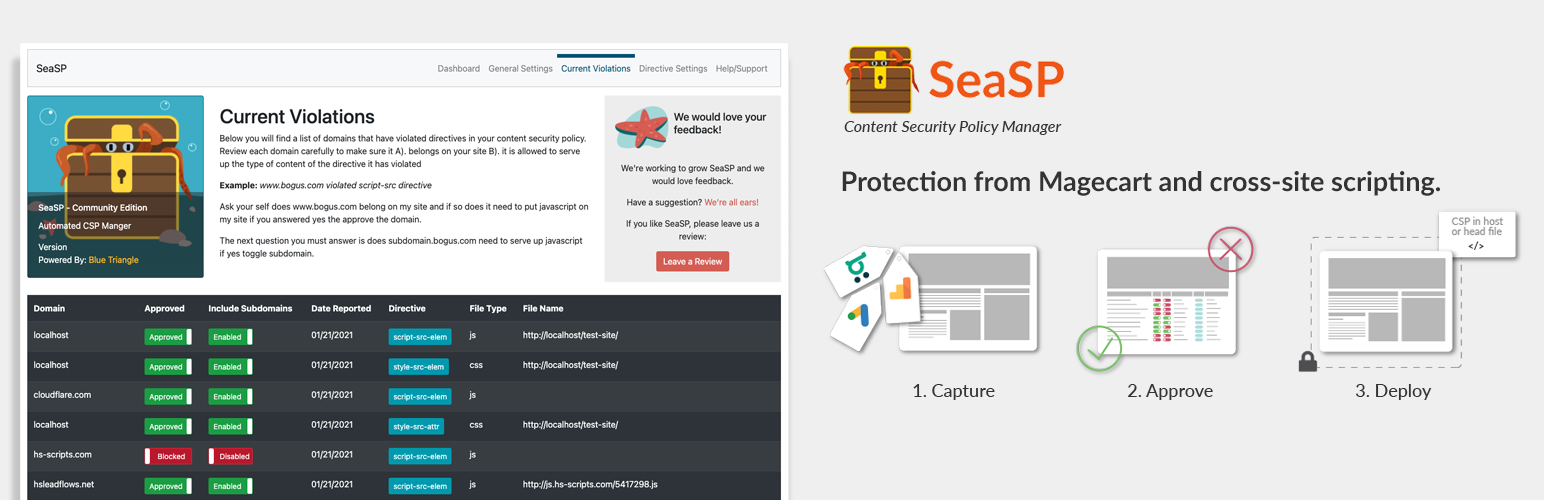 SeaSP
Dashboard General Settings Current Violations Directive Settings Help/Support
SeaSP - Community Edition
Automated CSP Manger
Version
Powered By: Blue Triangle
Current Violations
Below you will find a list of domains that have violated directives in your content security policy.
Review each domain carefully to make sure it A). belongs on your site B). it is allowed to serve
up the type of content of the directive it has violated
Example: www.bogus.com violated script-src directive
Ask your self does www.bogus.com belong on my site and if so does it need to put javascript on
my site if you answered yes the approve the domain.
The next question you must answer is does subdomain.bogus.com need to serve up javascript
if yes toggle subdomain.
We would love your
feedback!
We're working to grow SeaSP and we
would love feedback.
Have a suggestion? We're all ears!
If you like SeaSP, please leave us a
review:
Leave a Review
Domain Approved Include Subdomains Date Reported Directive File Type File Name
localhost Approved Enabled 01/21/2021 script-src-elem js http://localhost/test-site/
localhost Approved Enabled 01/21/2021 style-src-elem css http://localhost/test-site/
cloudflare.com Approved Enabled 01/21/2021 script-src-elem js
localhost Approved Enabled 01/21/2021 style-src-attr css http://localhost/test-site/
hs-scripts.com Blocked Disabled 01/21/2021 script-src-elem js
hsleadflows.net Approved Enabled 01/21/2021 script-src-elem js http://js.hs-scripts.com/5417298.js
SeaSP
Content Security Policy Manager
Protection from Magecart and cross-site scripting.
CSP in host
or head file
</>
1. Capture
2. Approve
3. Deploy